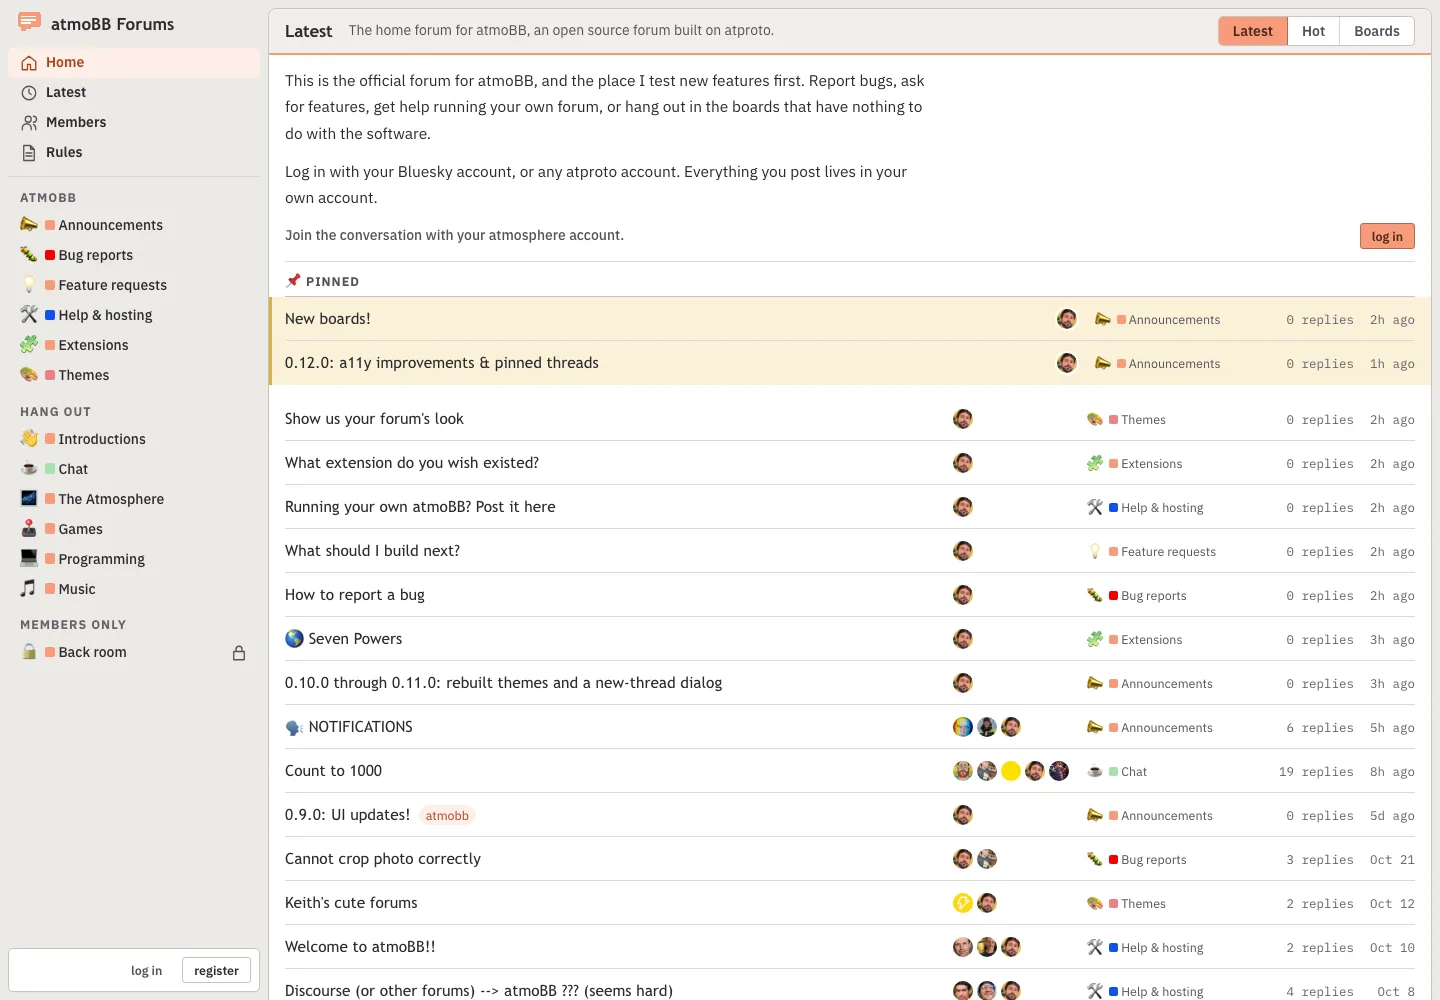 atmoBB Forums
Home
Latest
Members
Rules
ATMOBB
Announcements
Bug reports
Feature requests
Help & hosting
Extensions
Themes
HANG OUT
Introductions
Chat
The Atmosphere
Games
Programming
Music
MEMBERS ONLY
Back room
log in register
Latest The home forum for atmoBB, an open source forum built on atproto. Latest Hot Boards
This is the official forum for atmoBB, and the place I test new features first. Report bugs, ask
for features, get help running your own forum, or hang out in the boards that have nothing to
do with the software.
Log in with your Bluesky account, or any atproto account. Everything you post lives in your
own account.
Join the conversation with your atmosphere account. log in
PINNED
New boards! Announcements 0 replies 2h ago
0.12.0: a11y improvements & pinned threads Announcements 0 replies 1h ago
Show us your forum's look Themes 0 replies 2h ago
What extension do you wish existed? Extensions 0 replies 2h ago
Running your own atmoBB? Post it here Help & hosting 0 replies 2h ago
What should I build next? Feature requests 0 replies 2h ago
How to report a bug Bug reports 0 replies 2h ago
Seven Powers Extensions 0 replies 3h ago
0.10.0 through 0.11.0: rebuilt themes and a new-thread dialog Announcements 0 replies 3h ago
NOTIFICATIONS Announcements 6 replies 5h ago
Count to 1000 Chat 19 replies 8h ago
0.9.0: UI updates! atmobb Announcements 0 replies 5d ago
Cannot crop photo correctly Bug reports 3 replies Oct 21
Keith's cute forums Themes 2 replies Oct 12
Welcome to atmoBB!! Help & hosting 2 replies Oct 10
Discourse (or other forums) --> atmoBB ??? (seems hard) Help & hosting 4 replies Oct 8